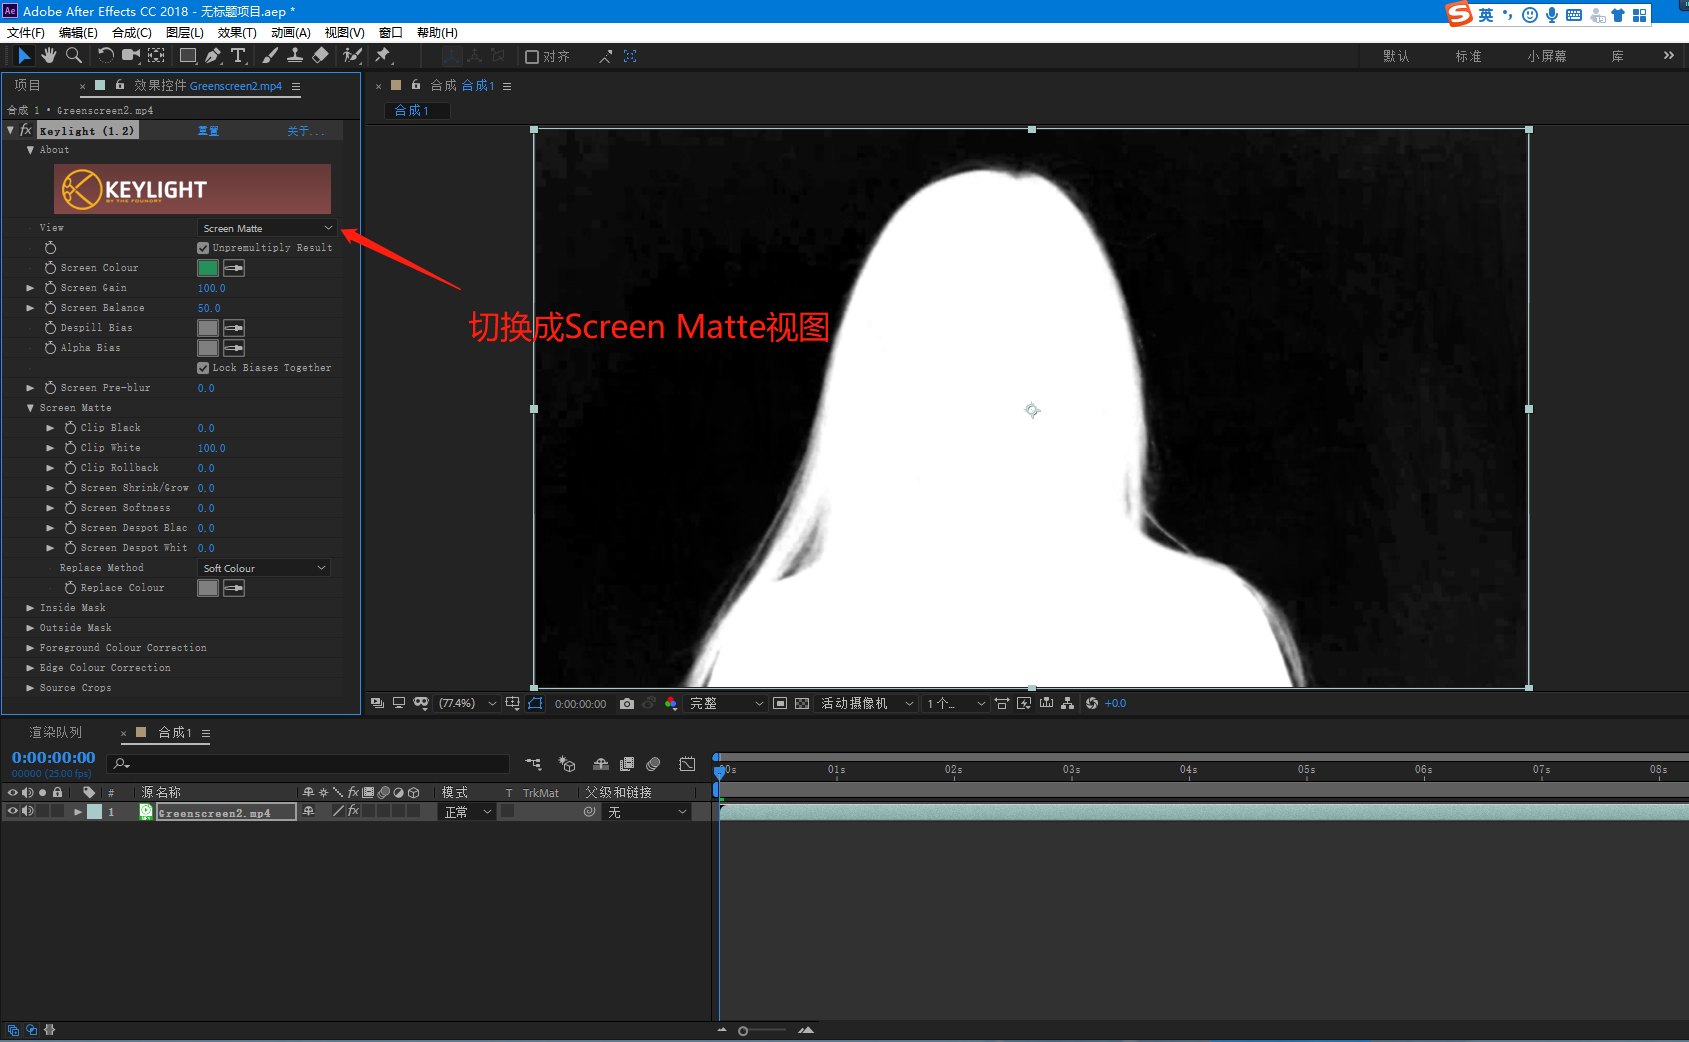 Ae Adobe After Effects CC 2018 - 无标题项目.aep *
英
文件(F) 编辑(E) 合成(C) 图层(L) 效果(T) 动画(A) 视图(V) 窗口 帮助(H)
对齐 默认 标准 小屏幕 库
项目 效果控件 Greenscreen2.mp4
合成 合成1
合成 1 • Greenscreen2.mp4
合成1
fx Keylight (1.2) 重置 关于...
About
KEYLIGHT
BY THE FOUNDRY
View Screen Matte
Unpremultiply Result
Screen Colour
Screen Gain 100.0
Screen Balance 50.0
Despill Bias
Alpha Bias
Lock Biases Together
Screen Pre-blur 0.0
Screen Matte
Clip Black 0.0
Clip White 100.0
Clip Rollback 0.0
Screen Shrink/Grow 0.0
Screen Softness 0.0
Screen Despot Blac 0.0
Screen Despot Whit 0.0
Replace Method Soft Colour
Replace Colour
Inside Mask
Outside Mask
Foreground Colour Correction
Edge Colour Correction
Source Crops
切换成Screen Matte视图
(77.4%) 0:00:00:00 完整 活动摄像机 1个... +0.0
渲染队列 合成1
0:00:00:00
00000 (25.00 fps)
00s 01s 02s 03s 04s 05s 06s 07s 08s
# 源名称 fx 模式 T TrkMat 父级和链接
1 Greenscreen2.mp4 fx 正常 无